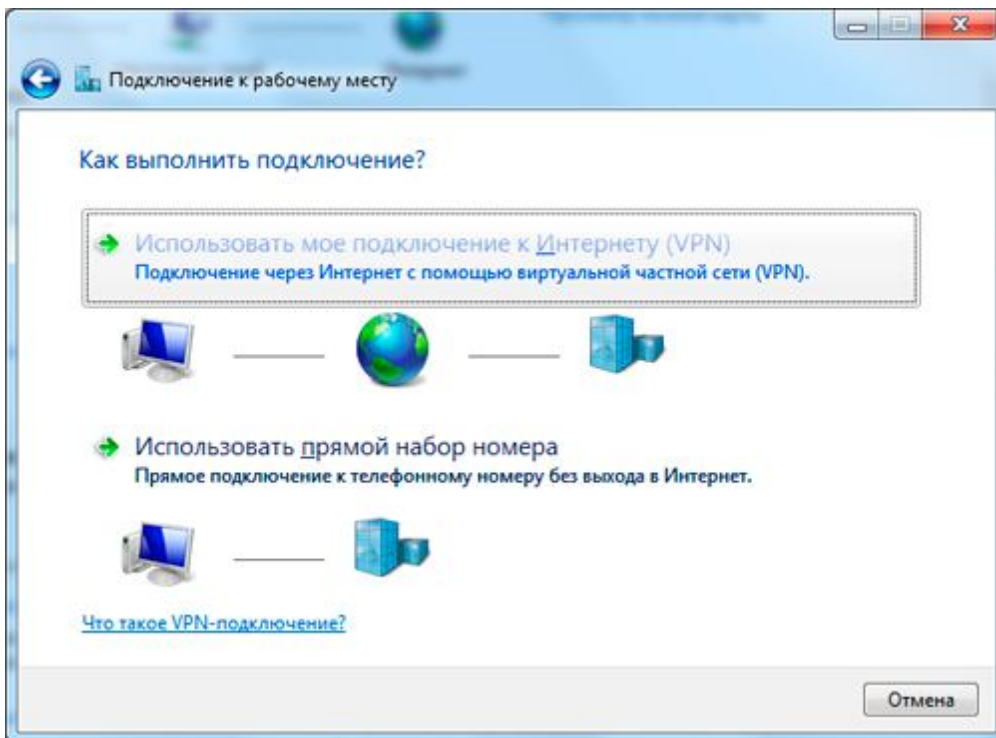 Подключение к рабочему месту
Как выполнить подключение?
Использовать мое подключение к Интернету (VPN)
Подключение через Интернет с помощью виртуальной частной сети (VPN).
Использовать прямой набор номера
Прямое подключение к телефонному номеру без выхода в Интернет.
Что такое VPN-подключение?
Отмена